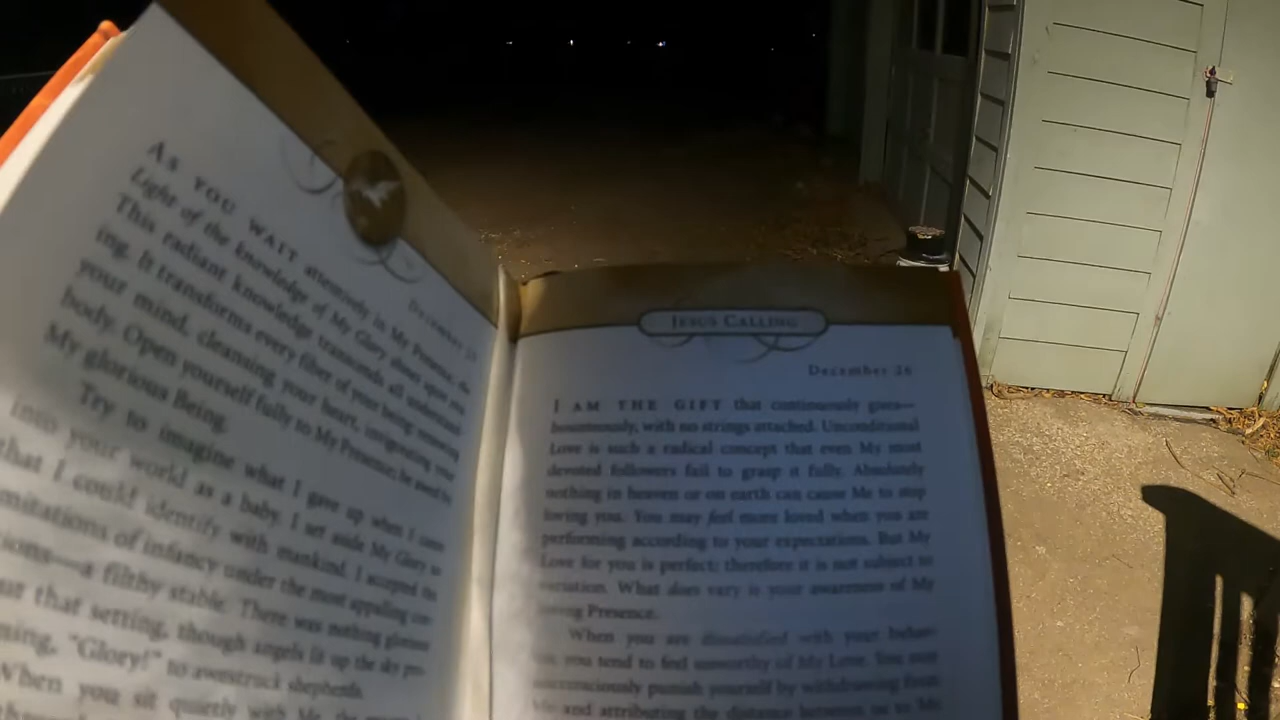 December 25
AS YOU WAIT attentively in My Presence, the
Light of the knowledge of My Glory shines upon you.
This radiant knowledge transcends all understand-
ing. It transforms every fiber of your being: renewing
your mind, cleansing your heart, invigorating your
body. Open yourself fully to My Presence; be awed by
My glorious Being.
Try to imagine what I gave up when I came
into your world as a baby. I set aside My Glory so
that I could identify with mankind. I accepted the
mitations of infancy under the most appalling con-
ions—a filthy stable. There was nothing glorious
ut that setting, though angels lit up the sky pro-
ming, "Glory!" to awestruck shepherds.
When you sit quietly with Me, the
JESUS CALLING
December 26
I AM THE GIFT that continuously gives—
bounteously, with no strings attached. Unconditional
Love is such a radical concept that even My most
devoted followers fail to grasp it fully. Absolutely
nothing in heaven or on earth can cause Me to stop
loving you. You may feel more loved when you are
performing according to your expectations. But My
Love for you is perfect; therefore it is not subject to
variation. What does vary is your awareness of My
loving Presence.
When you are dissatisfied with your behav-
you tend to feel unworthy of My Love. You may
unconsciously punish yourself by withdrawing from
Me and attributing the distance between us to My